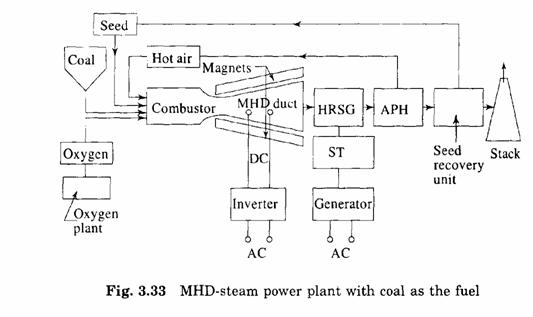 Seed
Coal
Hot air
Magnets
Combustor
MHD duct
HRSG
APH
Oxygen
DC
ST
Seed
recovery
unit
Stack
Oxygen
plant
Inverter
Generator
AC
AC
Fig. 3.33 MHD-steam power plant with coal as the fuel